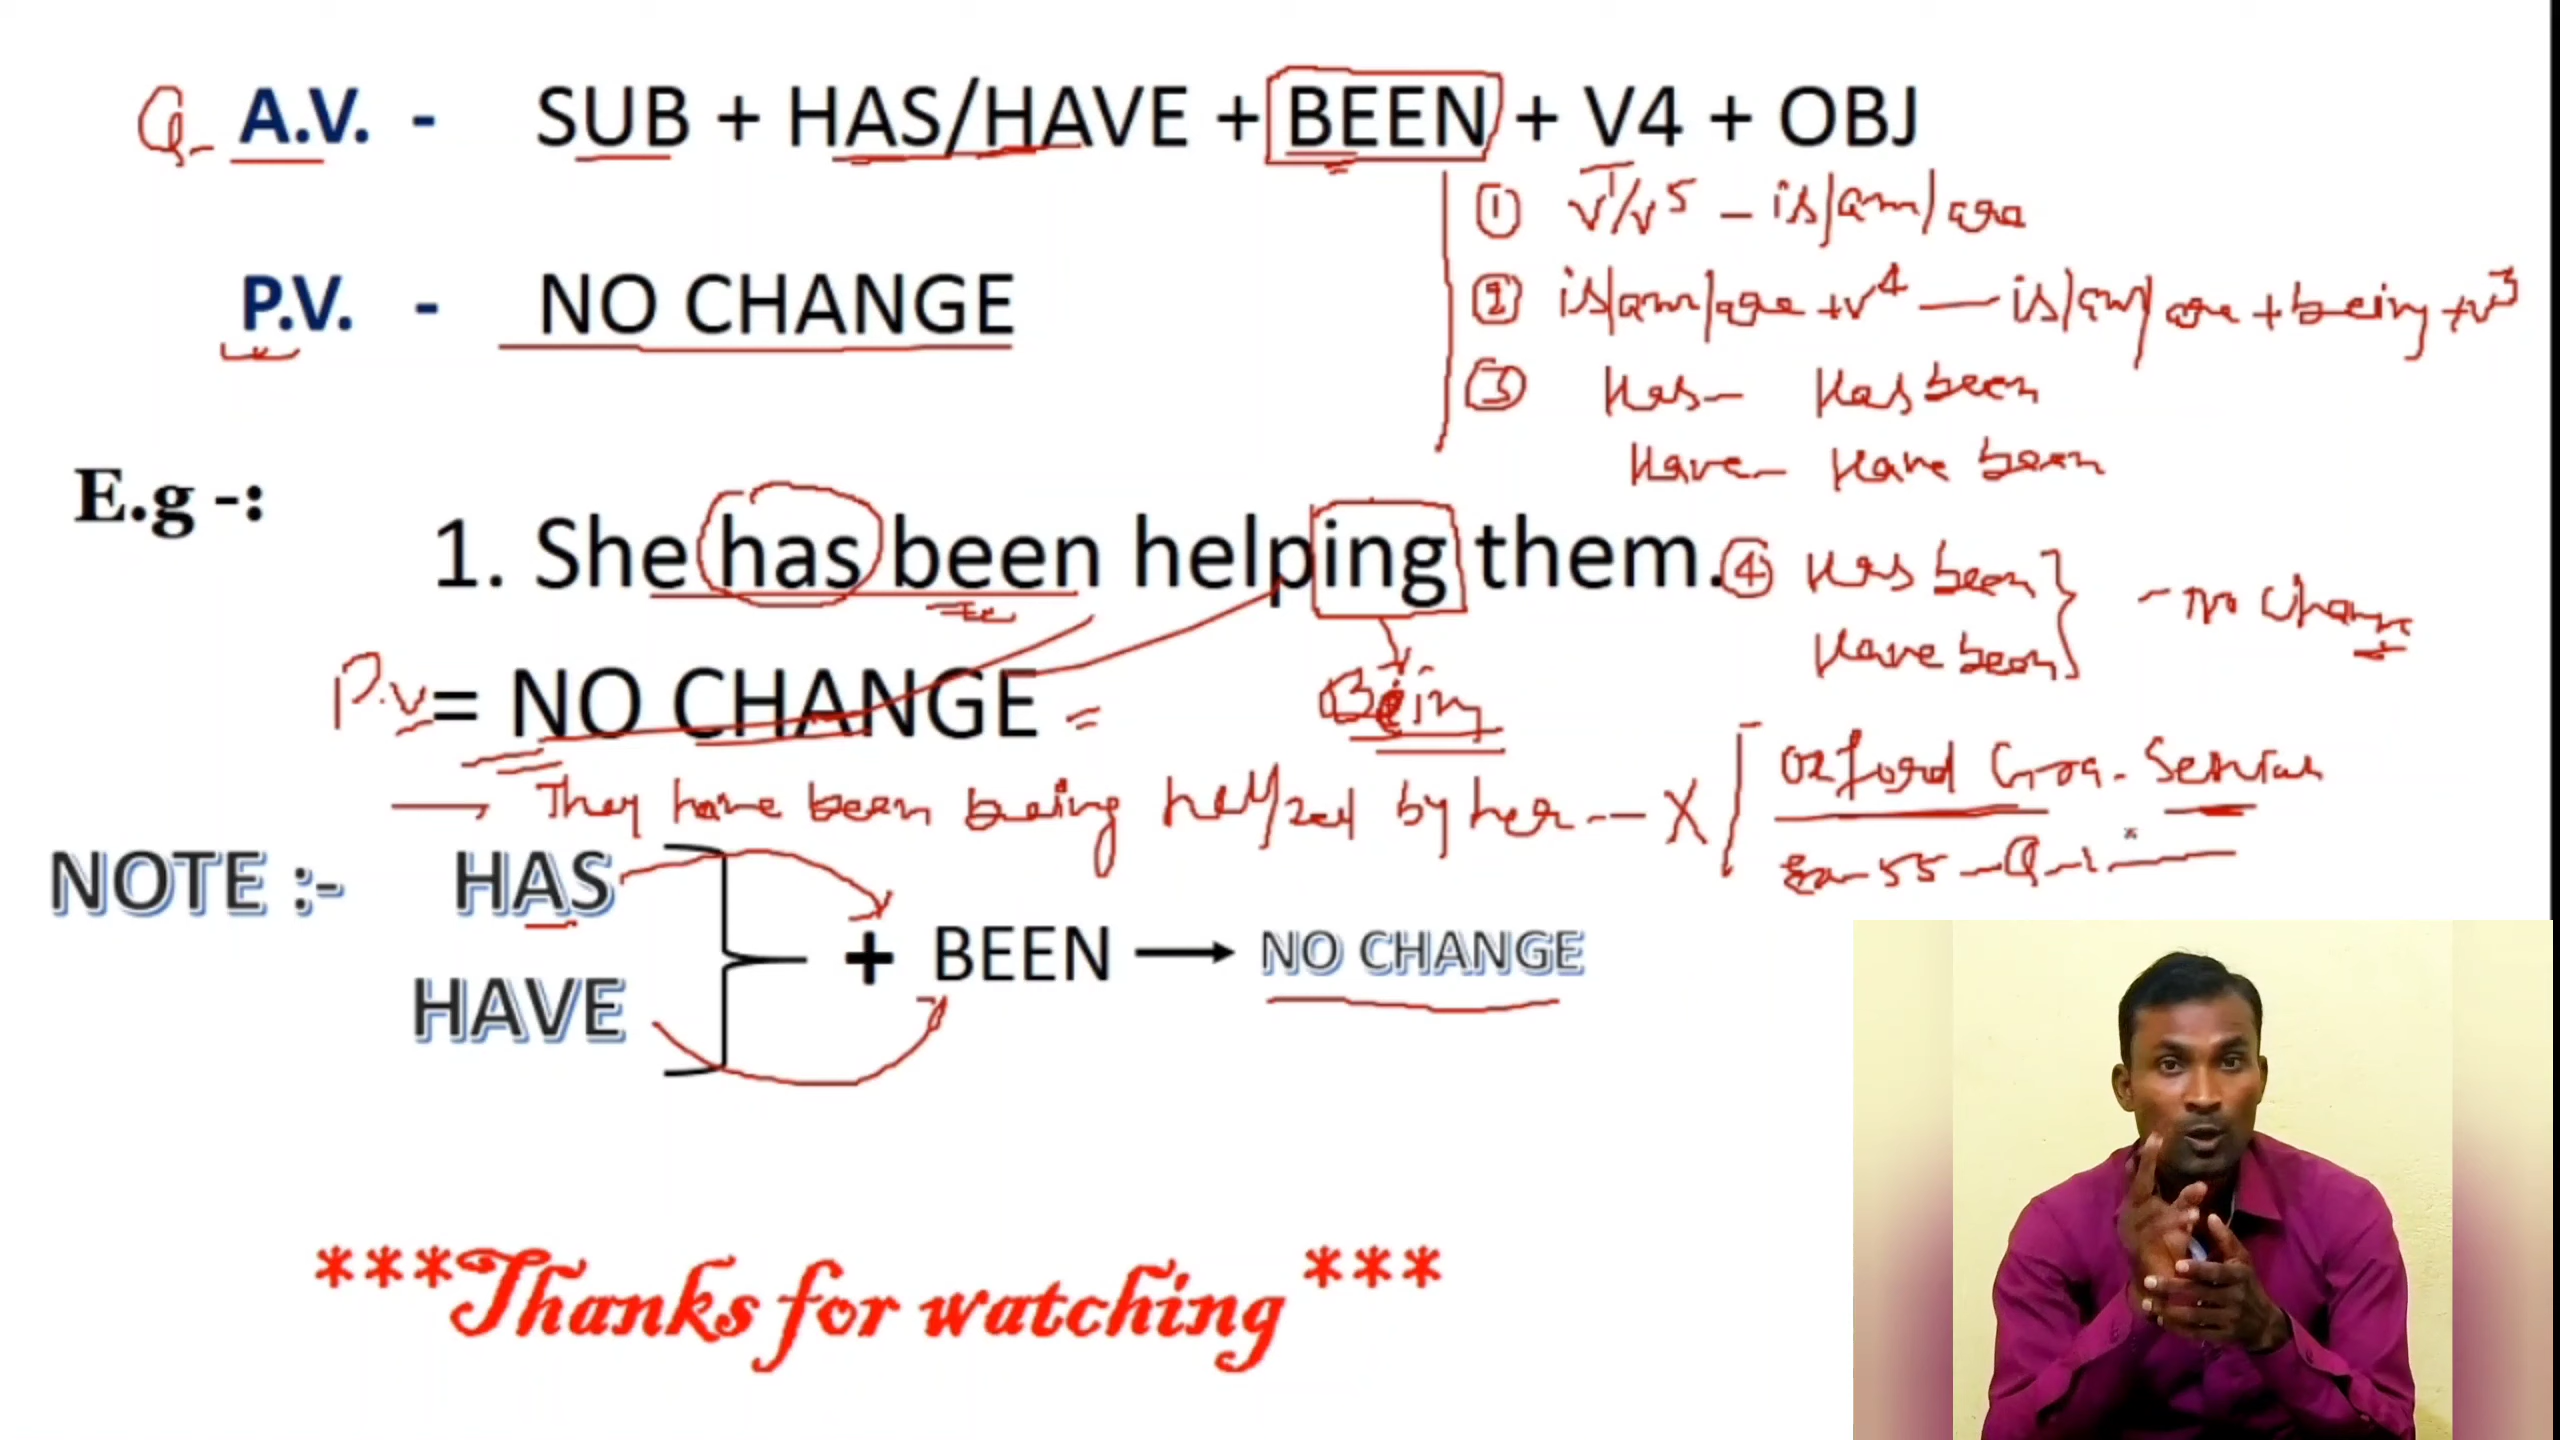 Q- A.V. - SUB + HAS/HAVE + BEEN + V4 + OBJ
① V1/V5 - is/am/are
P.V. - NO CHANGE
② is/am/are + V4 — is/am/are + being + V3
③ Has - Has been
Have - Have been
E.g -:
1. She has been helping them.
④ Has been
Have been } - no change
P.V = NO CHANGE =
Being
— They have been being helped by her -- X
Oxford Gra.
NOTE :- HAS
HAVE
+ BEEN → NO CHANGE
***Thanks for watching ***